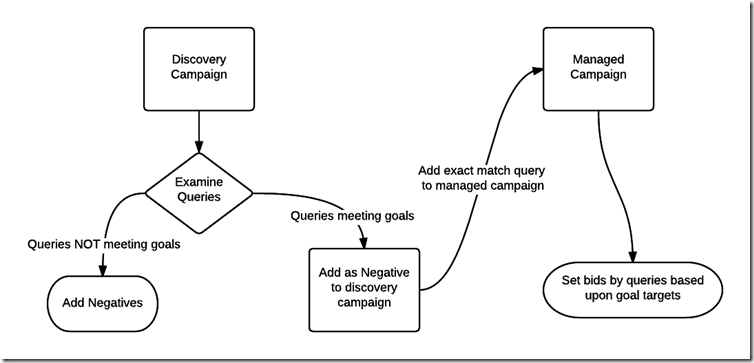 Discovery
Campaign
Managed
Campaign
Examine
Queries
Add exact match query
to managed campaign
Queries meeting goals
Queries NOT meeting goals
Add as Negative
to discovery
campaign
Add Negatives
Set bids by queries based
upon goal targets